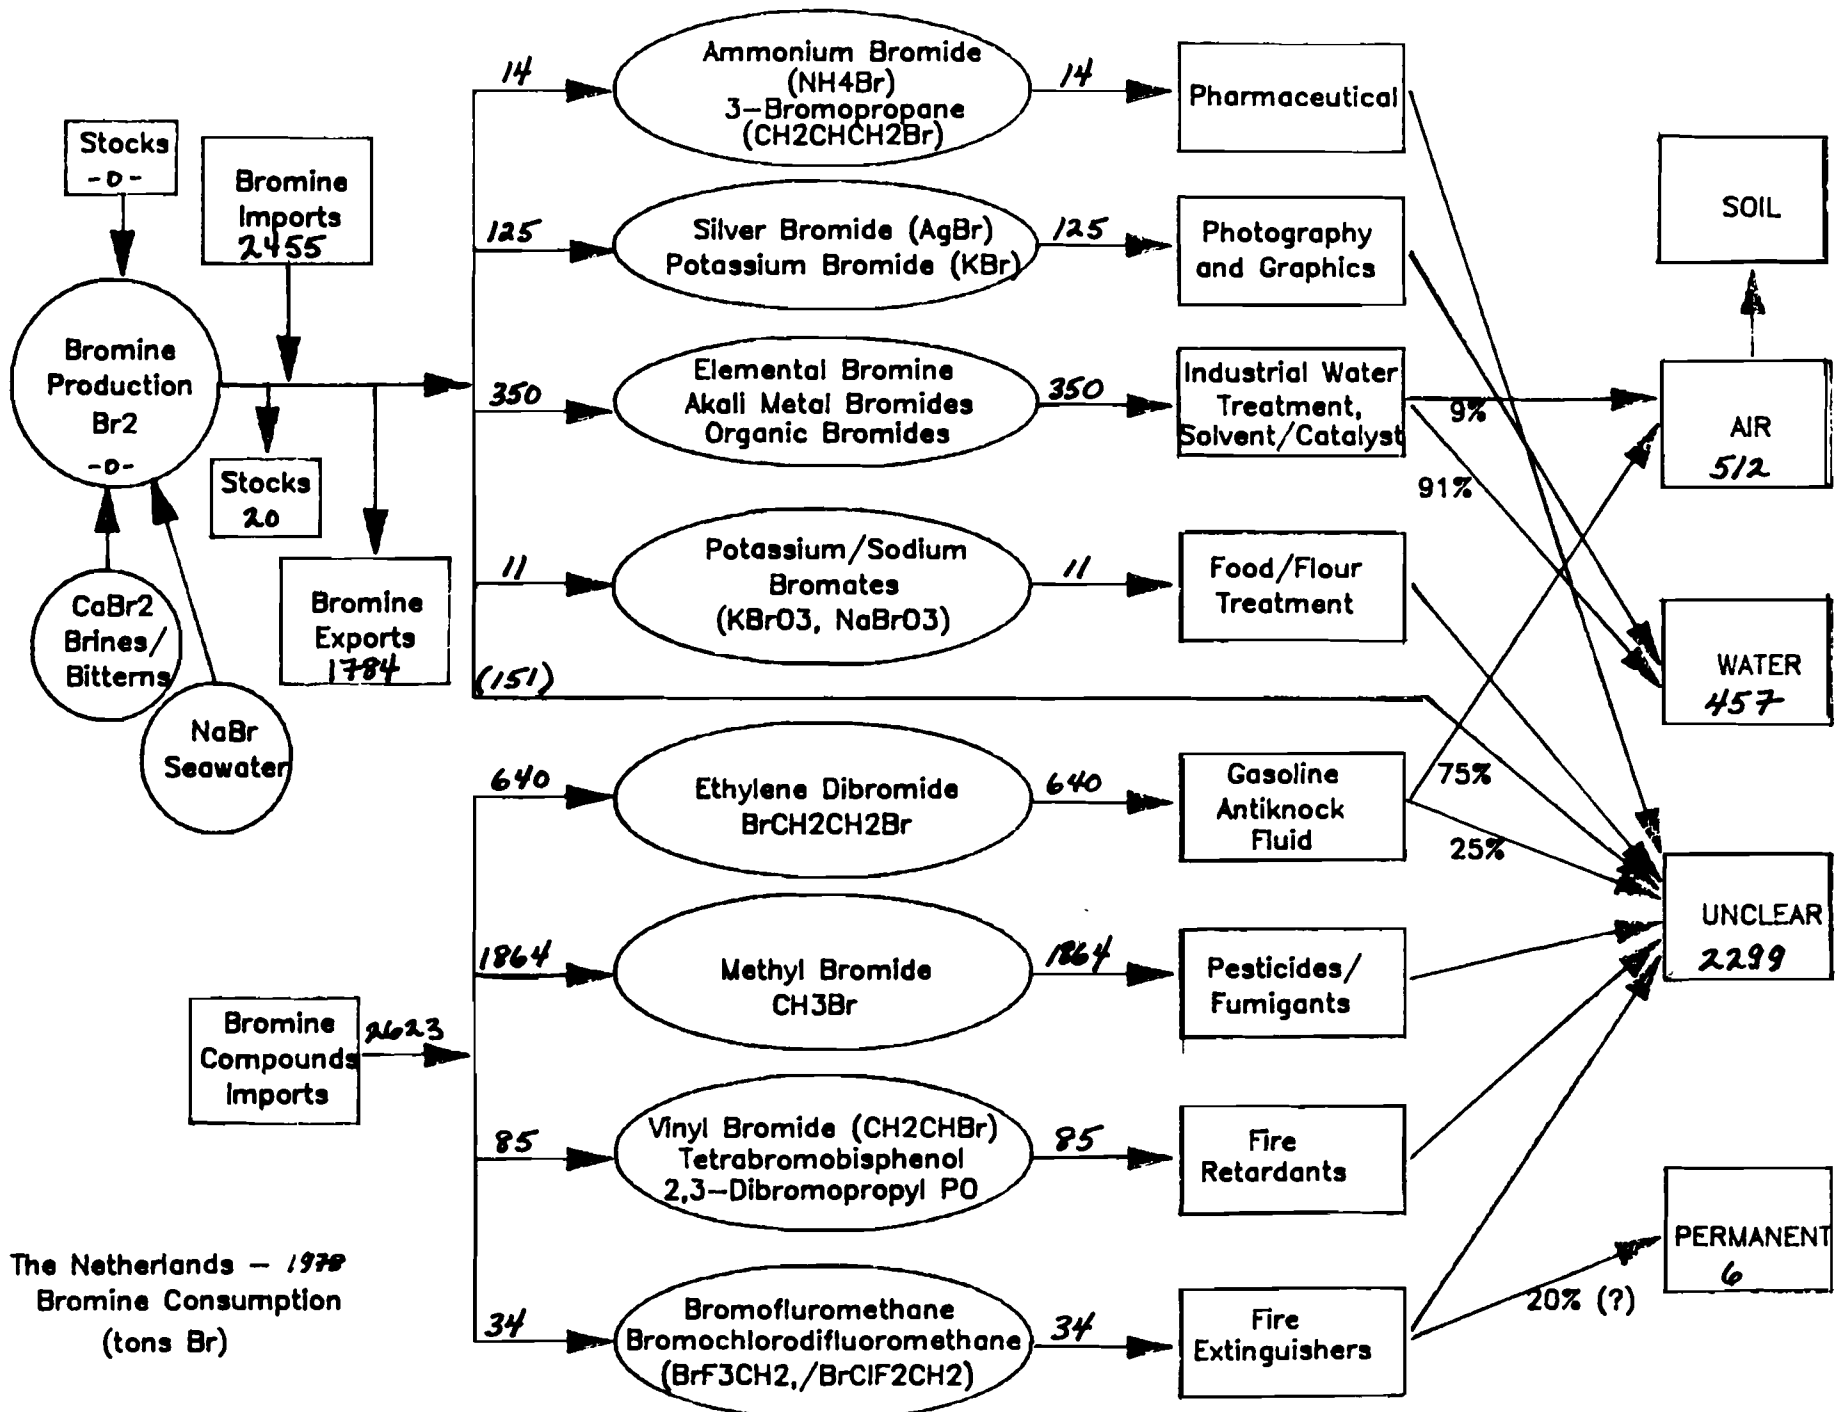 Stocks
-0-
Bromine
Imports
2455
Bromine
Production
Br2
-0-
Stocks
20
Bromine
Exports
1784
CaBr2
Brines/
Bitterns
NaBr
Seawater
14
Ammonium Bromide
(NH4Br)
3-Bromopropane
(CH2CHCH2Br)
14
Pharmaceutical
125
Silver Bromide (AgBr)
Potassium Bromide (KBr)
125
Photography
and Graphics
350
Elemental Bromine
Akali Metal Bromides
Organic Bromides
350
Industrial Water
Treatment,
Solvent/Catalyst
9%
91%
11
Potassium/Sodium
Bromates
(KBrO3, NaBrO3)
11
Food/Flour
Treatment
(151)
640
Ethylene Dibromide
BrCH2CH2Br
640
Gasoline
Antiknock
Fluid
75%
25%
Bromine
Compounds
Imports
2623
1864
Methyl Bromide
CH3Br
1864
Pesticides/
Fumigants
85
Vinyl Bromide (CH2CHBr)
Tetrabromobisphenol
2,3-Dibromopropyl PO
85
Fire
Retardants
34
Bromofluromethane
Bromochlorodifluoromethane
(BrF3CH2,/BrClF2CH2)
34
Fire
Extinguishers
20% (?)
SOIL
AIR
512
WATER
457
UNCLEAR
2299
PERMANENT
6
The Netherlands - 1978
Bromine Consumption
(tons Br)